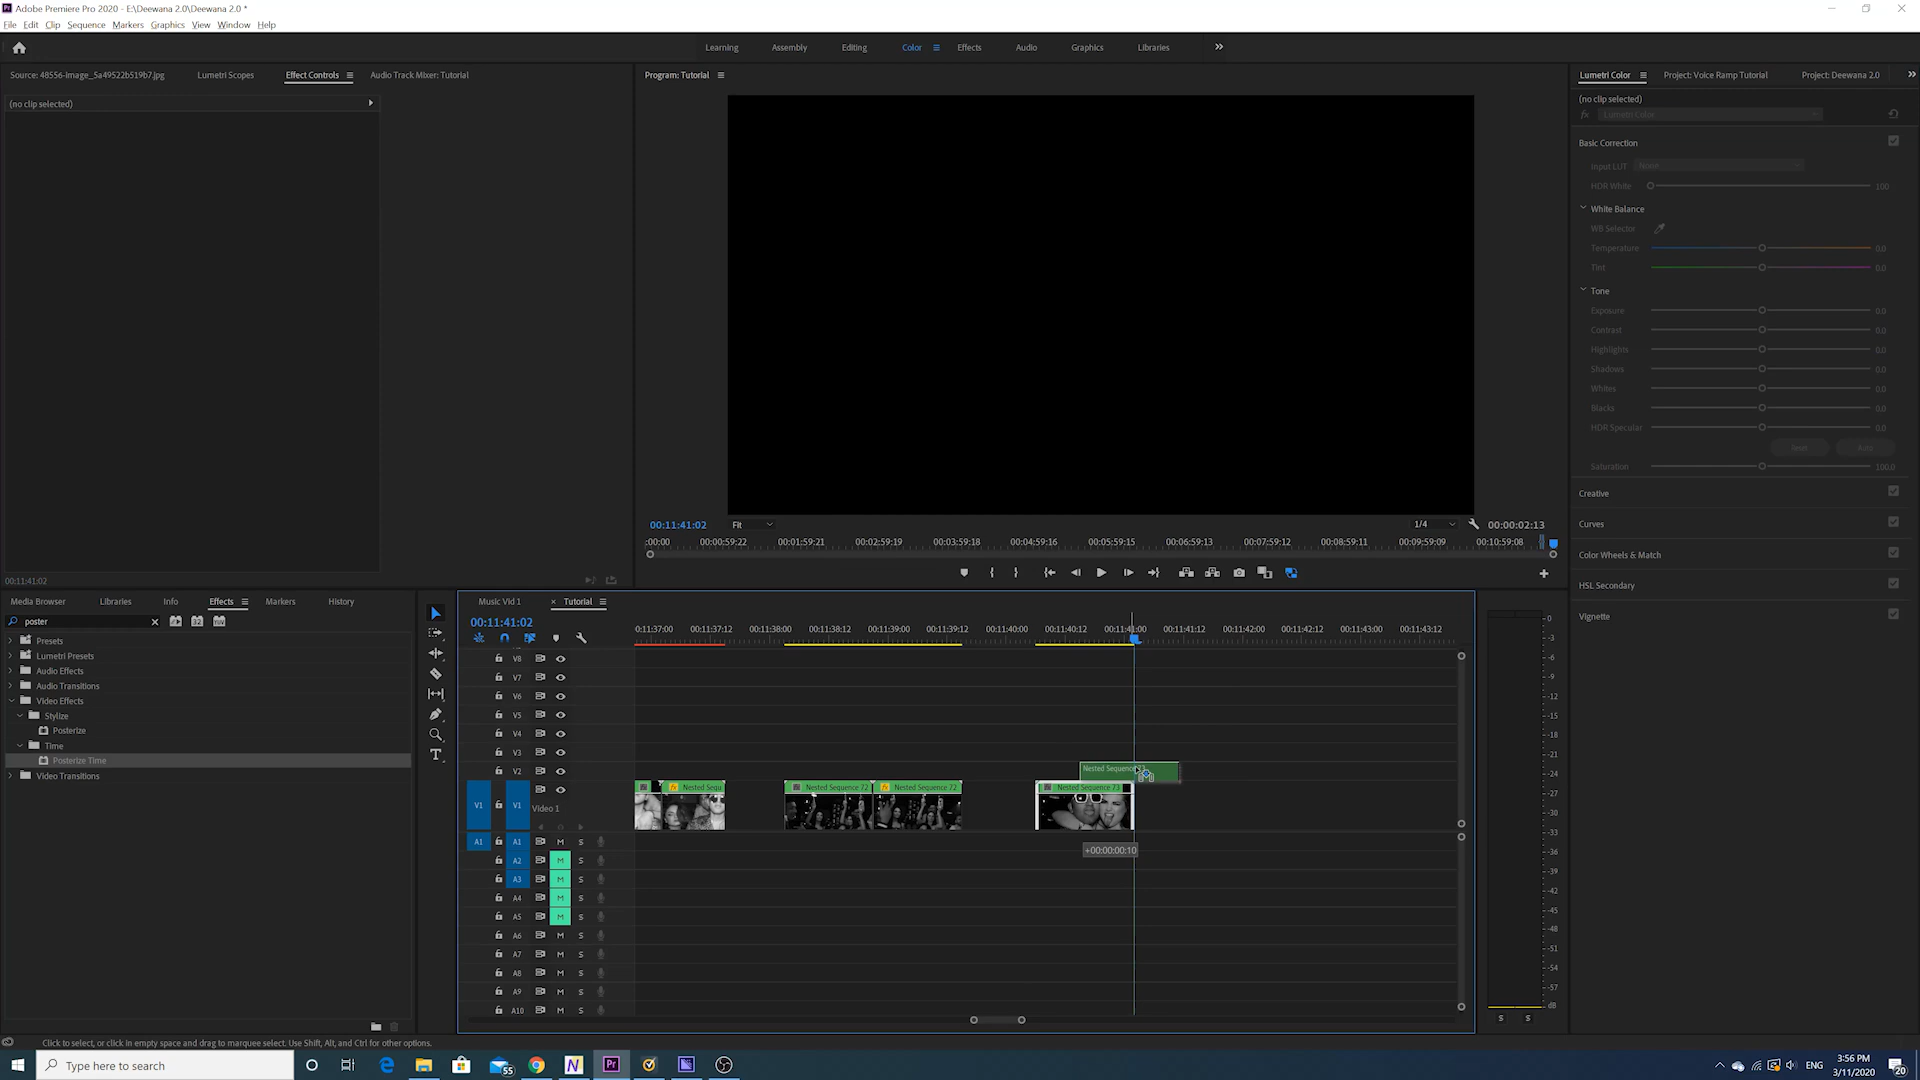 Adobe Premiere Pro 2020 - E:\Deewana 2.0\Deewana 2.0 *
File Edit Clip Sequence Markers Graphics View Window Help
Learning Assembly Editing Color Effects Audio Graphics Libraries
Source: 48556-image_5a49522b519b7.jpg Lumetri Scopes Effect Controls Audio Track Mixer: Tutorial
(no clip selected)
00:11:41:02
Program: Tutorial
00:11:41:02 Fit 1/4 00:00:02:13
:00:00 00:00:59:22 00:01:59:21 00:02:59:19 00:03:59:18 00:04:59:16 00:05:59:15 00:06:59:13 00:07:59:12 00:08:59:11 00:09:59:09 00:10:59:08
Lumetri Color Project: Voice Ramp Tutorial Project: Deewana 2.0
(no clip selected)
fx Lumetri Color
Basic Correction
Input LUT None
HDR White 100
White Balance
WB Selector
Temperature 0.0
Tint 0.0
Tone
Exposure 0.0
Contrast 0.0
Highlights 0.0
Shadows 0.0
Whites 0.0
Blacks 0.0
HDR Specular 0.0
Reset Auto
Saturation 100.0
Creative
Curves
Color Wheels & Match
HSL Secondary
Vignette
Media Browser Libraries Info Effects Markers History
poster
Presets
Lumetri Presets
Audio Effects
Audio Transitions
Video Effects
Stylize
Posterize
Time
Posterize Time
Video Transitions
Music Vid 1 × Tutorial
00:11:41:02
0:11:37:00 00:11:37:12 00:11:38:00 00:11:38:12 00:11:39:00 00:11:39:12 00:11:40:00 00:11:40:12 00:11:41:00 00:11:41:12 00:11:42:00 00:11:42:12 00:11:43:00 00:11:43:12
V8
V7
V6
V5
V4
V3
V2 Nested Sequence
V1 V1 Video 1
Nested Sequ Nested Sequence 72 Nested Sequence 72 Nested Sequence 73
A1 A1 M S
+00:00:00:10
A2 M S
A3 M S
A4 M S
A5 M S
A6 M S
A7 M S
A8 M S
A9 M S
A10 M S
0
-3
-6
-9
-12
-15
-18
-21
-24
-27
-30
-33
-36
-39
-42
-45
-48
-51
-54
-57
dB
S S
Click to select, or click in empty space and drag to marquee select. Use Shift, Alt, and Ctrl for other options.
Type here to search
55
N
Pr
ENG
3:56 PM
3/11/2020
20